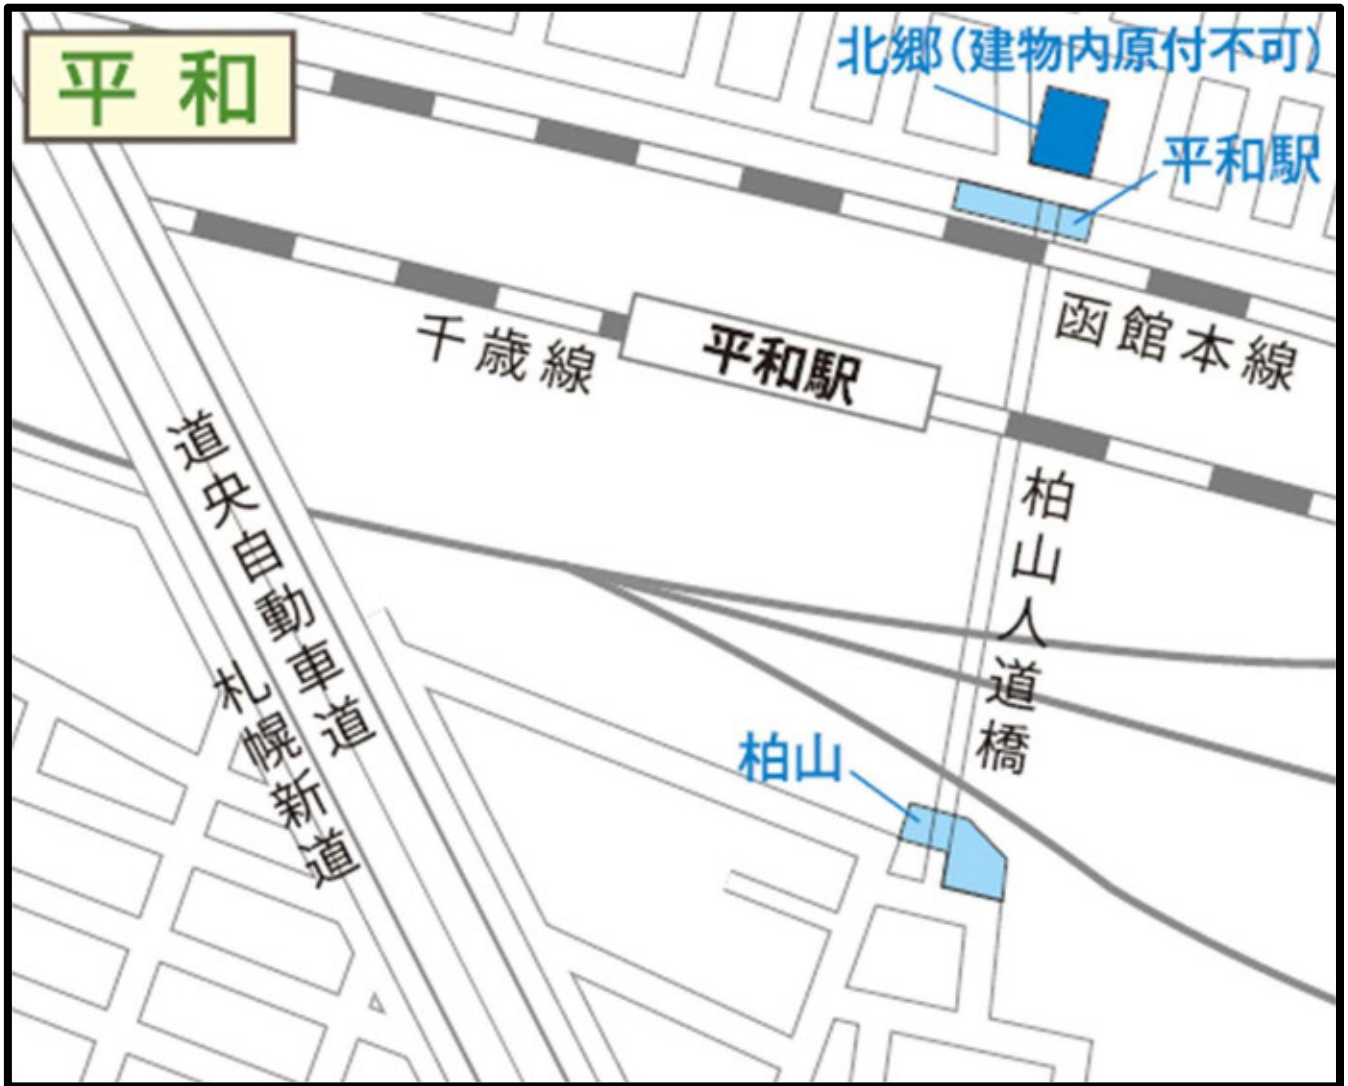 平和
北郷(建物内原付不可)
平和駅
函館本線
千歳線
平和駅
柏山人道橋
道央自動車道
札幌新道
柏山